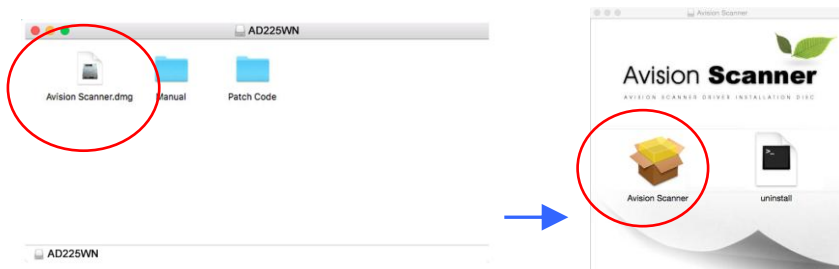 AD225WN
Avision Scanner.dmg
Manual
Patch Code
AD225WN
Avision Scanner
Avision Scanner
AVISION SCANNER DRIVER INSTALLATION DISC
>_
Avision Scanner
uninstall